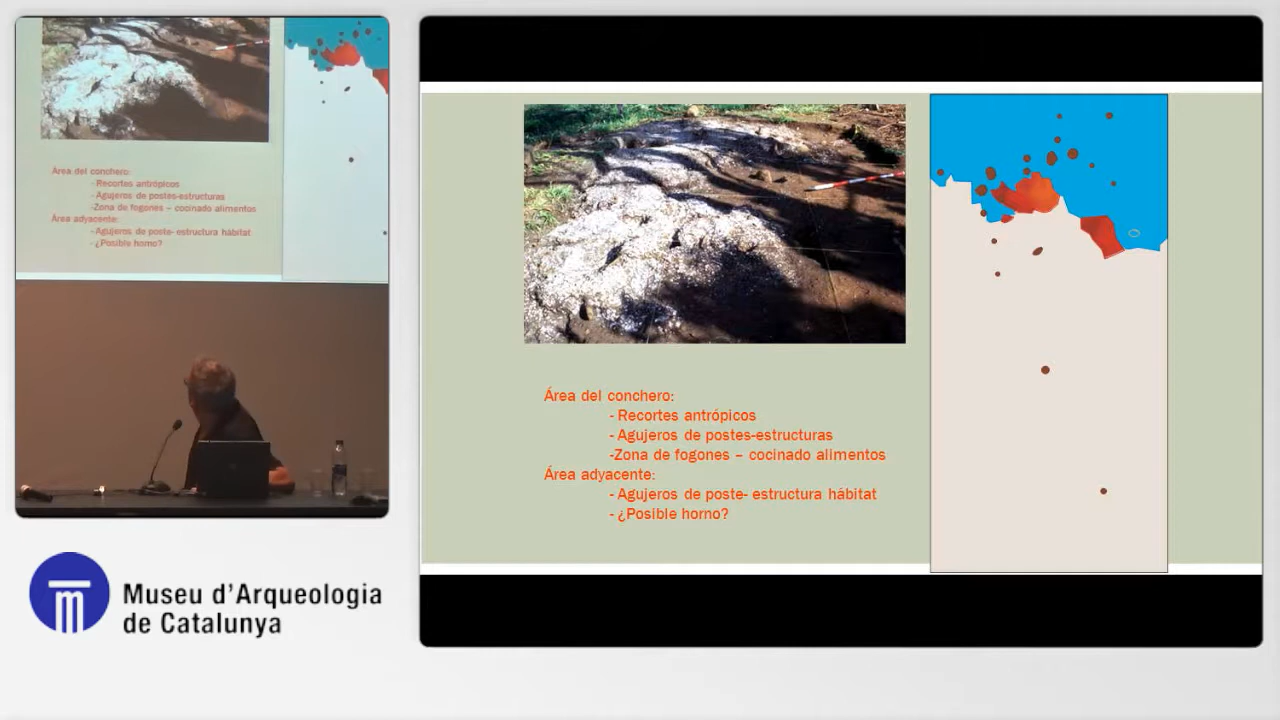 Área del conchero:
- Recortes antrópicos
- Agujeros de postes-estructuras
-Zona de fogones – cocinado alimentos
Área adyacente:
- Agujeros de poste- estructura hábitat
- ¿Posible horno?
Área del conchero:
- Recortes antrópicos
- Agujeros de postes-estructuras
-Zona de fogones – cocinado alimentos
Área adyacente:
- Agujeros de poste- estructura hábitat
- ¿Posible horno?
Museu d'Arqueologia
de Catalunya